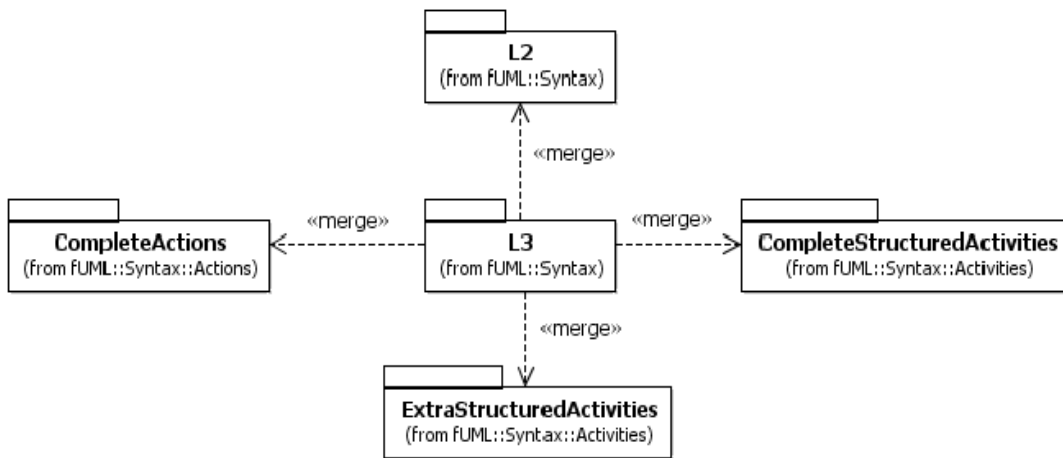 L2
(from fUML::Syntax)
«merge»
«merge»
«merge»
CompleteActions
(from fUML::Syntax::Actions)
L3
(from fUML::Syntax)
CompleteStructuredActivities
(from fUML::Syntax::Activities)
«merge»
ExtraStructuredActivities
(from fUML::Syntax::Activities)